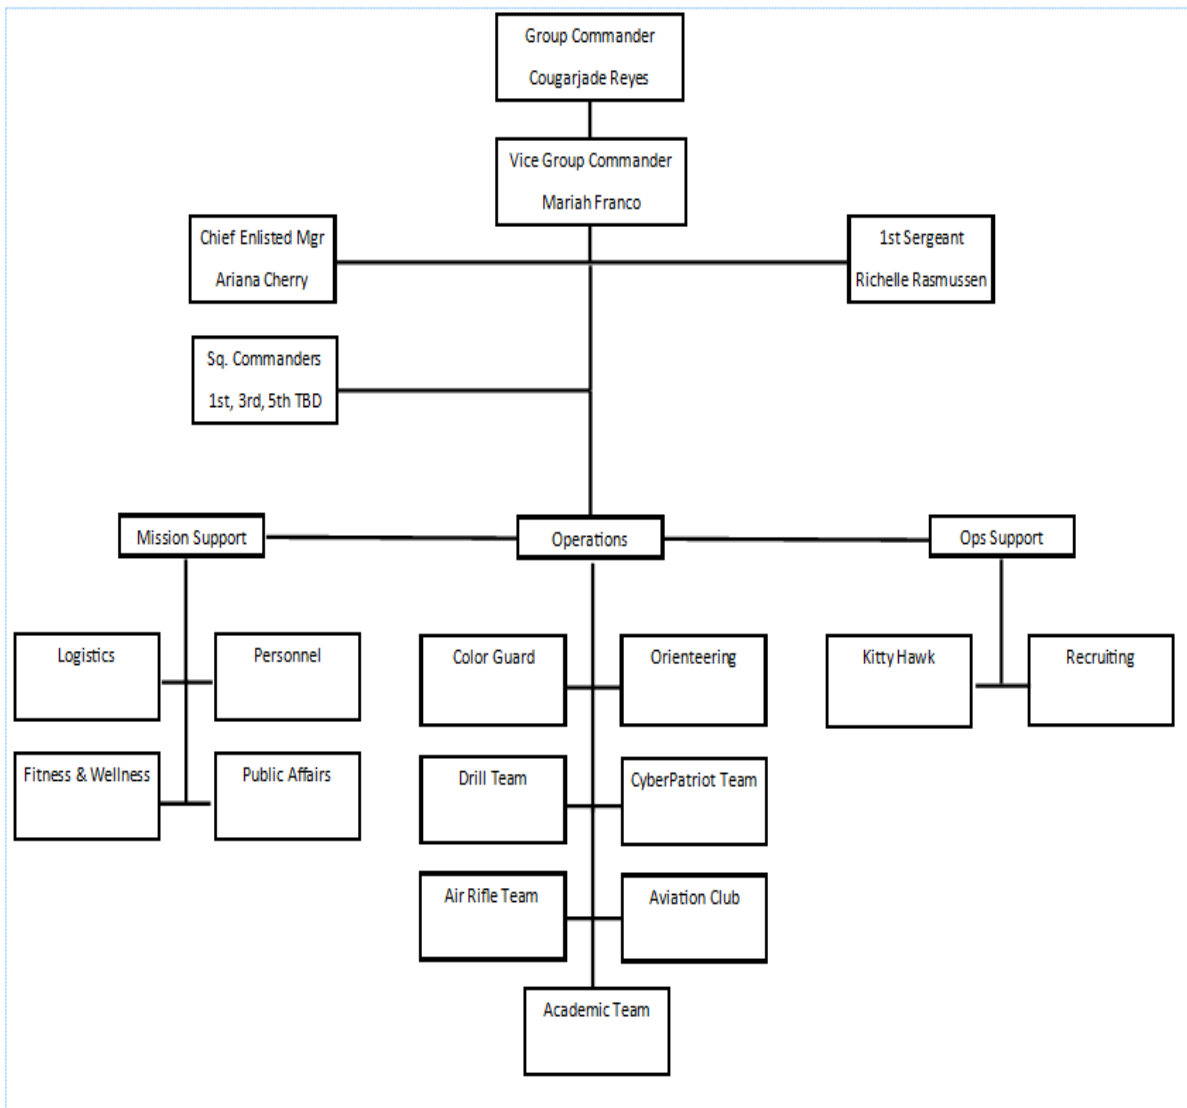 Group Commander
Cougarjade Reyes
Vice Group Commander
Mariah Franco
Chief Enlisted Mgr
Ariana Cherry
1st Sergeant
Richelle Rasmussen
Sq. Commanders
1st, 3rd, 5th TBD
Mission Support
Operations
Ops Support
Logistics
Personnel
Color Guard
Orienteering
Kitty Hawk
Recruiting
Fitness & Wellness
Public Affairs
Drill Team
CyberPatriot Team
Air Rifle Team
Aviation Club
Academic Team